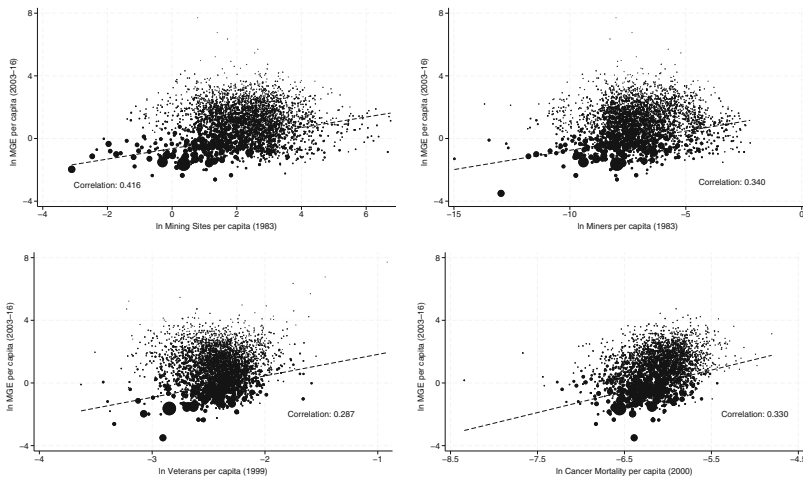 8
4
0
−4
ln MGE per capita (2003–16)
Correlation: 0.416
−4
−2
0
2
4
6
ln Mining Sites per capita (1983)
8
4
0
−4
ln MGE per capita (2003–16)
Correlation: 0.340
−15
−10
−5
0
ln Miners per capita (1983)
8
4
0
−4
ln MGE per capita (2003–16)
Correlation: 0.287
−4
−3
−2
−1
ln Veterans per capita (1999)
8
4
0
−4
ln MGE per capita (2003–16)
Correlation: 0.330
−8.5
−7.5
−6.5
−5.5
−4.5
ln Cancer Mortality per capita (2000)